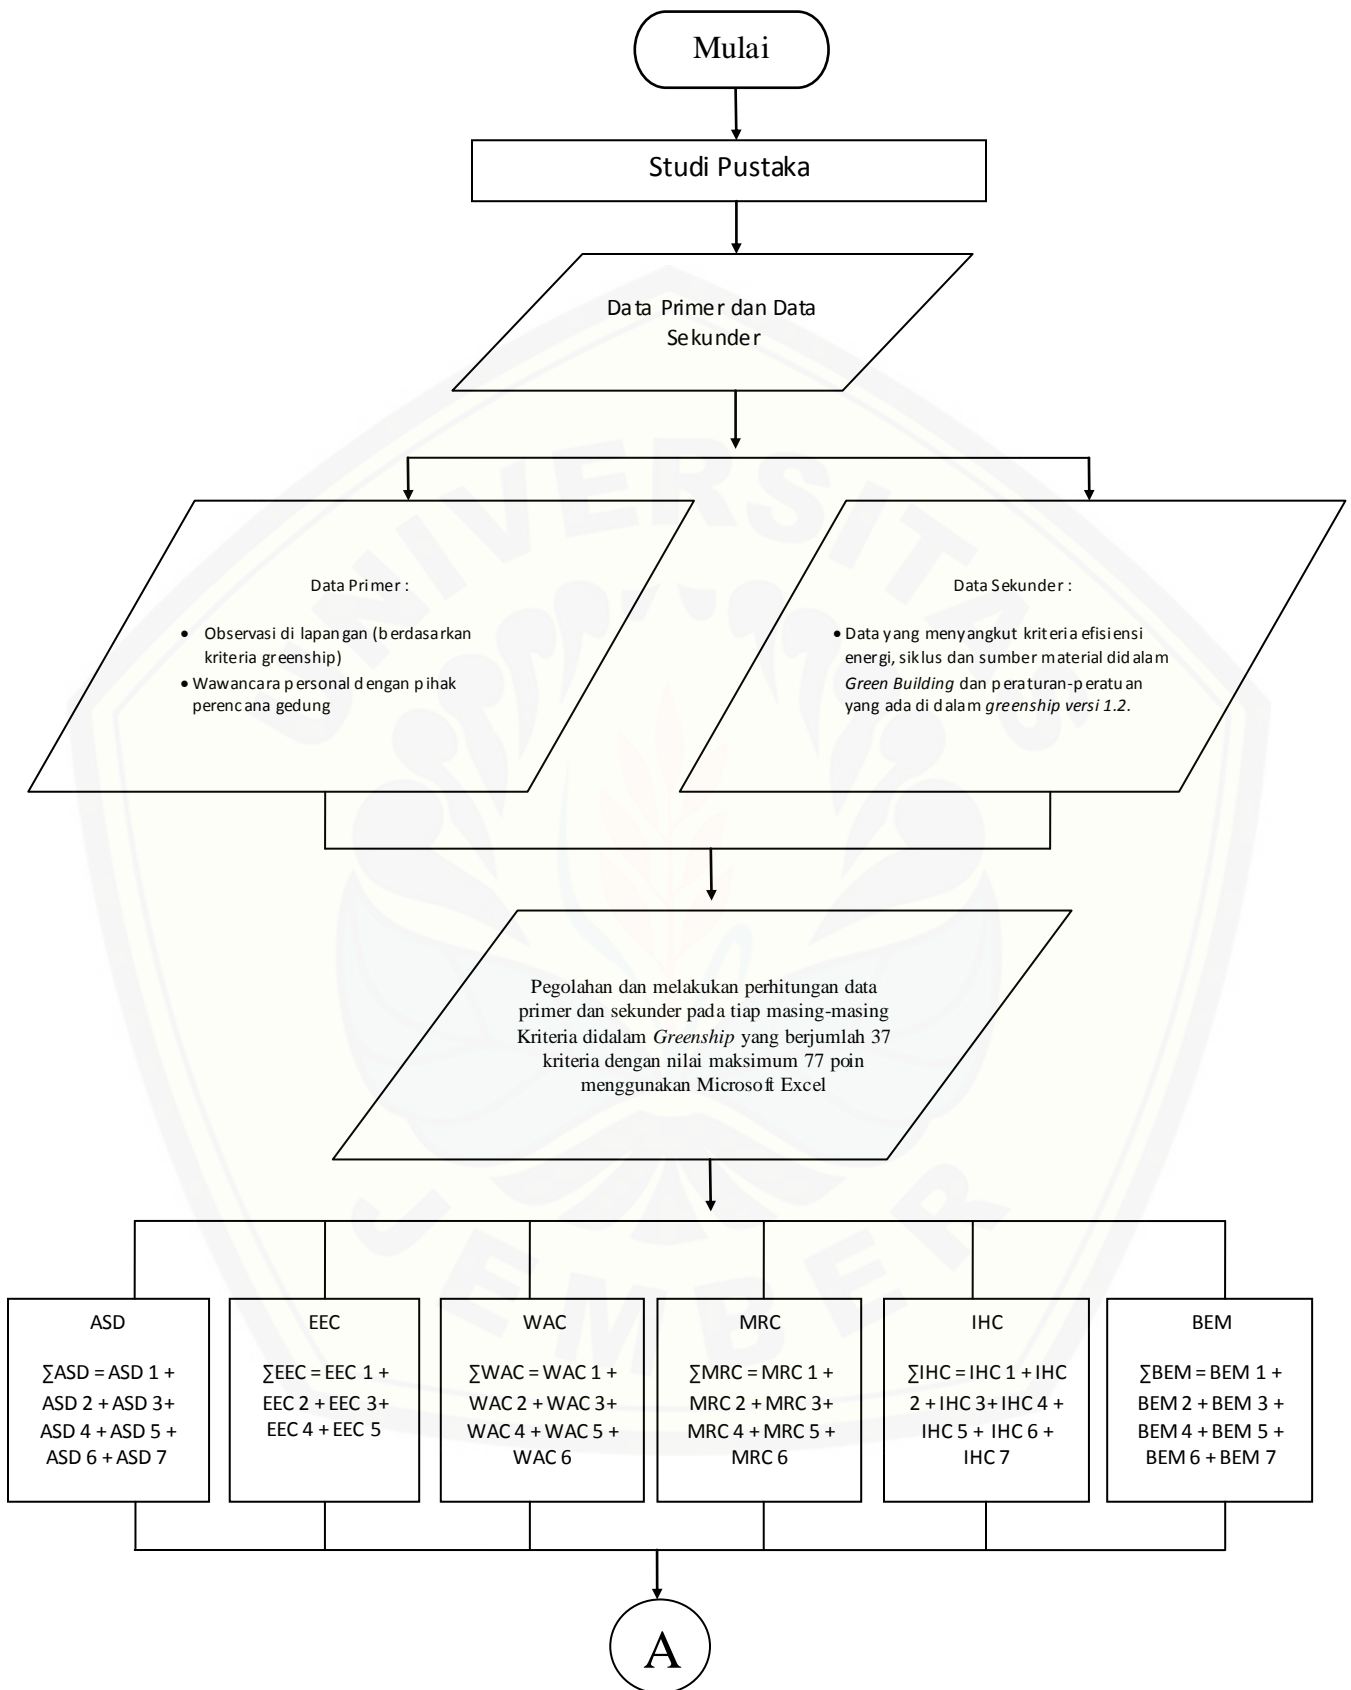 Mulai
Studi Pustaka
Data Primer dan Data
Sekunder
Data Primer :
• Observasi di lapangan (berdasarkan
kriteria greenship)
• Wawancara personal dengan pihak
perencana gedung
Data Sekunder :
• Data yang menyangkut kriteria efisiensi
energi, siklus dan sumber material didalam
Green Building dan peraturan-peratuan
yang ada di dalam greenship versi 1.2.
Pegolahan dan melakukan perhitungan data
primer dan sekunder pada tiap masing-masing
Kriteria didalam Greenship yang berjumlah 37
kriteria dengan nilai maksimum 77 poin
menggunakan Microsoft Excel
ASD
∑ASD = ASD 1 +
ASD 2 + ASD 3+
ASD 4 + ASD 5 +
ASD 6 + ASD 7
EEC
∑EEC = EEC 1 +
EEC 2 + EEC 3+
EEC 4 + EEC 5
WAC
∑WAC = WAC 1 +
WAC 2 + WAC 3+
WAC 4 + WAC 5 +
WAC 6
MRC
∑MRC = MRC 1 +
MRC 2 + MRC 3+
MRC 4 + MRC 5 +
MRC 6
IHC
∑IHC = IHC 1 + IHC
2 + IHC 3+ IHC 4 +
IHC 5 + IHC 6 +
IHC 7
BEM
∑BEM = BEM 1 +
BEM 2 + BEM 3 +
BEM 4 + BEM 5 +
BEM 6 + BEM 7
A
UNIVERSITAS
JEMBER